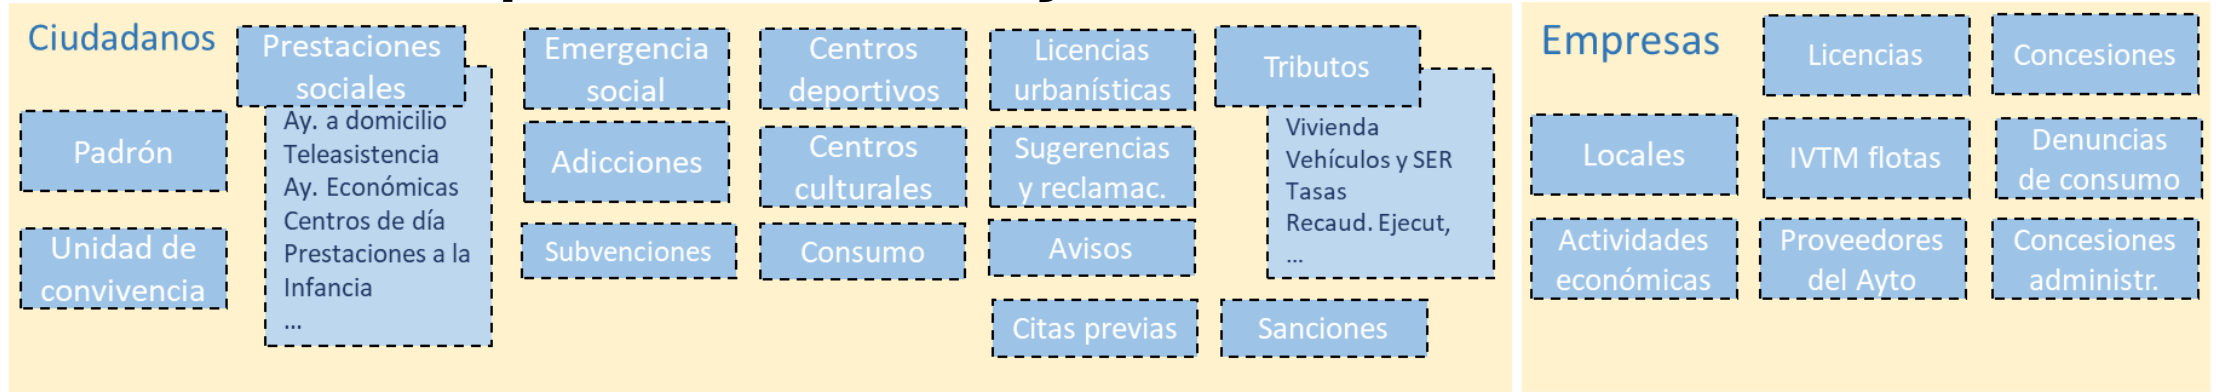 Ciudadanos
Padrón
Unidad de
convivencia
Prestaciones
sociales
Ay. a domicilio
Teleasistencia
Ay. Económicas
Centros de día
Prestaciones a la
Infancia
...
Emergencia
social
Adicciones
Subvenciones
Centros
deportivos
Centros
culturales
Consumo
Licencias
urbanísticas
Sugerencias
y reclamac.
Avisos
Citas previas
Tributos
Vivienda
Vehículos y SER
Tasas
Recaud. Ejecut,
...
Sanciones
Empresas
Locales
Actividades
económicas
Licencias
IVTM flotas
Proveedores
del Ayto
Concesiones
Denuncias
de consumo
Concesiones
administr.